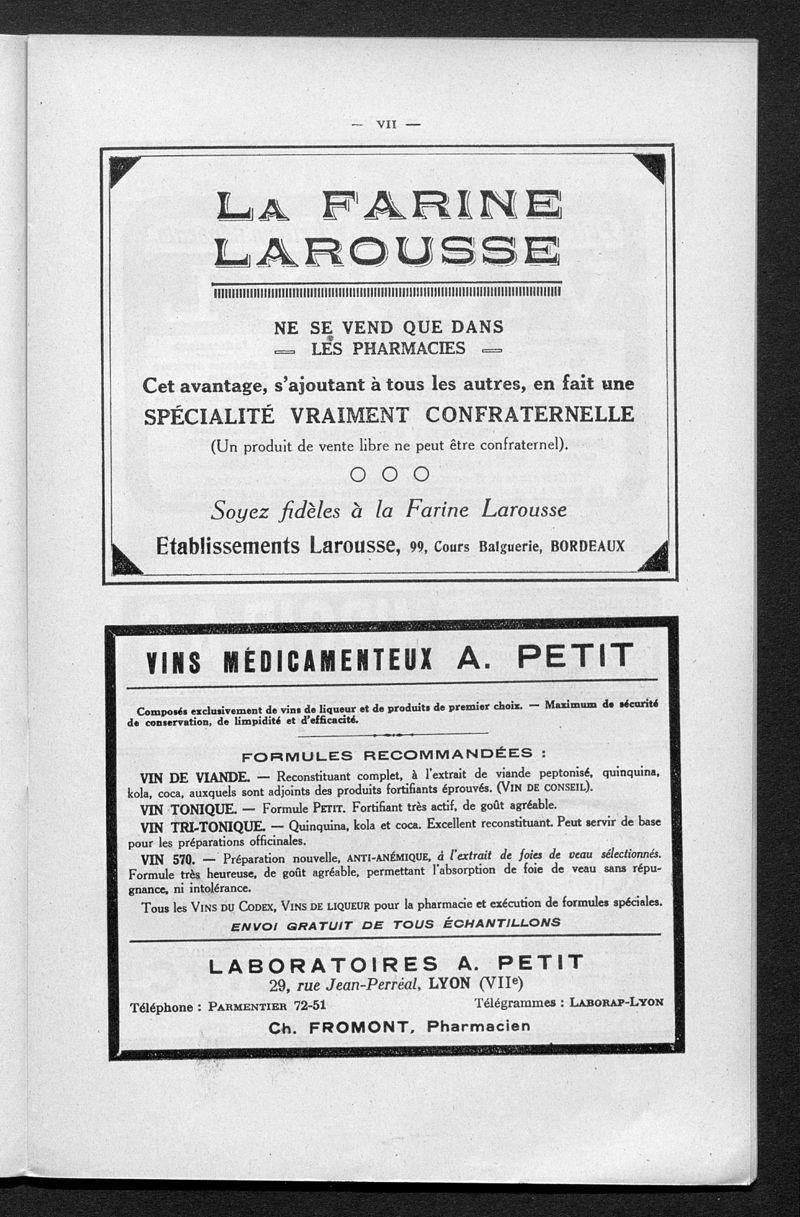 — VII —
LA FARINE
LAROUSSE
NE SE VEND QUE DANS
LES PHARMACIES
Cet avantage, s'ajoutant à tous les autres, en fait une
SPÉCIALITÉ VRAIMENT CONFRATERNELLE
(Un produit de vente libre ne peut être confraternel).
Soyez fidèles à la Farine Larousse
Etablissements Larousse, 99, Cours Balguerie, BORDEAUX
VINS MÉDICAMENTEUX A. PETIT
Composés exclusivement de vins de liqueur et de produits de premier choix. — Maximum de sécurité
de conservation, de limpidité et d'efficacité.
FORMULES RECOMMANDÉES :
VIN DE VIANDE. — Reconstituant complet, à l'extrait de viande peptonisé, quinquina,
kola, coca, auxquels sont adjoints des produits fortifiants éprouvés. (VIN DE CONSEIL).
VIN TONIQUE. — Formule PETIT. Fortifiant très actif, de goût agréable.
VIN TRI-TONIQUE. — Quinquina, kola et coca. Excellent reconstituant. Peut servir de base
pour les préparations officinales.
VIN 570. — Préparation nouvelle, ANTI-ANÉMIQUE, à l'extrait de foies de veau sélectionnés.
Formule très heureuse, de goût agréable, permettant l'absorption de foie de veau sans répu-
gnance, ni intolérance.
Tous les VINS DU CODEX, VINS DE LIQUEUR pour la pharmacie et exécution de formules spéciales.
ENVOI GRATUIT DE TOUS ÉCHANTILLONS
LABORATOIRES A. PETIT
29, rue Jean-Perréal, LYON (VIIe)
Téléphone : PARMENTIER 72-51 Télégrammes : LABORAP-LYON
Ch. FROMONT, Pharmacien